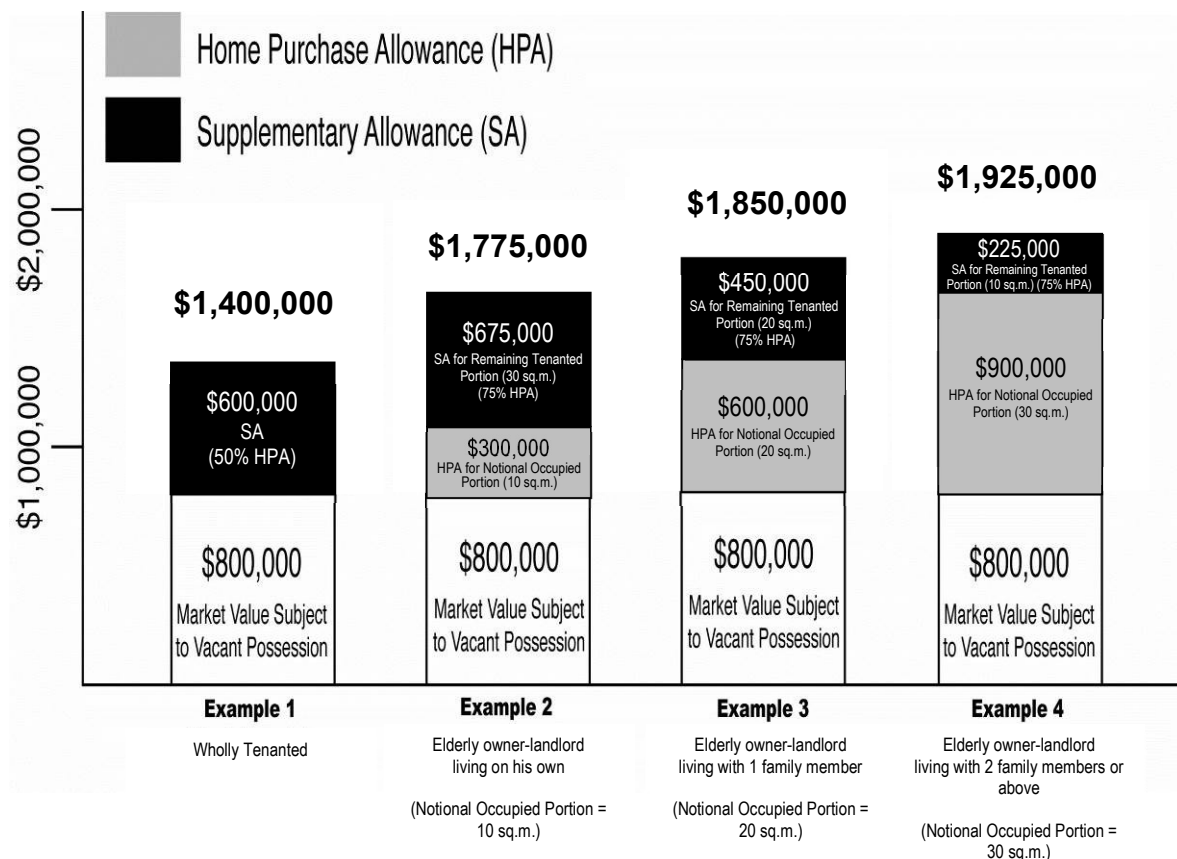 Home Purchase Allowance (HPA)
Supplementary Allowance (SA)
$2,000,000
$1,000,000
$1,400,000
$600,000
SA
(50% HPA)
$800,000
Market Value Subject
to Vacant Possession
Example 1
Wholly Tenanted
$1,775,000
$675,000
SA for Remaining Tenanted
Portion (30 sq.m.)
(75% HPA)
$300,000
HPA for Notional Occupied
Portion (10 sq.m.)
$800,000
Market Value Subject
to Vacant Possession
Example 2
Elderly owner-landlord
living on his own
(Notional Occupied Portion =
10 sq.m.)
$1,850,000
$450,000
SA for Remaining Tenanted
Portion (20 sq.m.)
(75% HPA)
$600,000
HPA for Notional Occupied
Portion (20 sq.m.)
$800,000
Market Value Subject
to Vacant Possession
Example 3
Elderly owner-landlord
living with 1 family member
(Notional Occupied Portion =
20 sq.m.)
$1,925,000
$225,000
SA for Remaining Tenanted
Portion (10 sq.m.) (75% HPA)
$900,000
HPA for Notional Occupied
Portion (30 sq.m.)
$800,000
Market Value Subject
to Vacant Possession
Example 4
Elderly owner-landlord
living with 2 family members or
above
(Notional Occupied Portion =
30 sq.m.)